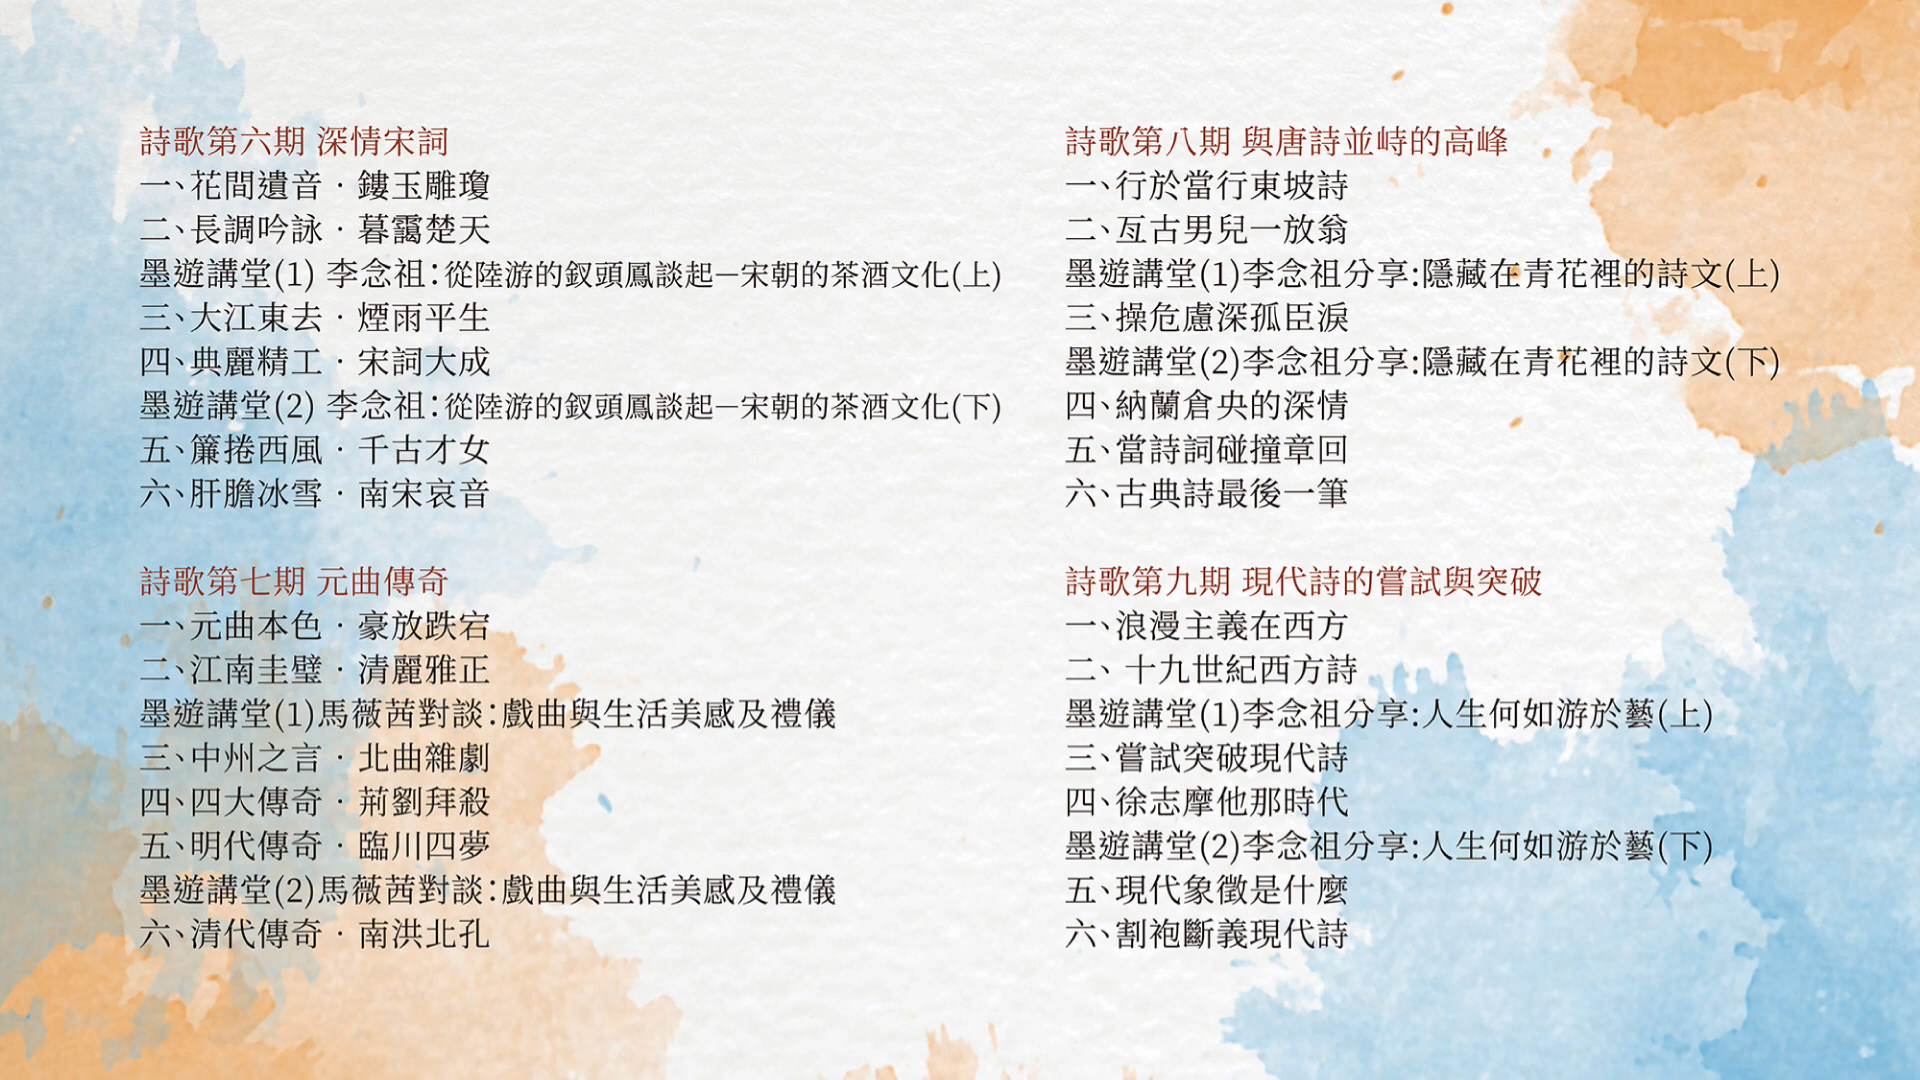 詩歌第六期 深情宋詞
一、花間遺音．鏤玉雕瓊
二、長調吟詠．暮靄楚天
墨遊講堂(1) 李念祖：從陸游的釵頭鳳談起—宋朝的茶酒文化(上)
三、大江東去．煙雨平生
四、典麗精工．宋詞大成
墨遊講堂(2) 李念祖：從陸游的釵頭鳳談起—宋朝的茶酒文化(下)
五、簾捲西風．千古才女
六、肝膽冰雪．南宋哀音
詩歌第七期 元曲傳奇
一、元曲本色．豪放跌宕
二、江南圭璧．清麗雅正
墨遊講堂(1)馬薇茜對談：戲曲與生活美感及禮儀
三、中州之言．北曲雜劇
四、四大傳奇．荊劉拜殺
五、明代傳奇．臨川四夢
墨遊講堂(2)馬薇茜對談：戲曲與生活美感及禮儀
六、清代傳奇．南洪北孔
詩歌第八期 與唐詩並峙的高峰
一、行於當行東坡詩
二、亙古男兒一放翁
墨遊講堂(1)李念祖分享:隱藏在青花裡的詩文(上)
三、操危慮深孤臣淚
墨遊講堂(2)李念祖分享:隱藏在青花裡的詩文(下)
四、納蘭倉央的深情
五、當詩詞碰撞章回
六、古典詩最後一筆
詩歌第九期 現代詩的嘗試與突破
一、浪漫主義在西方
二、十九世紀西方詩
墨遊講堂(1)李念祖分享:人生何如游於藝(上)
三、嘗試突破現代詩
四、徐志摩他那時代
墨遊講堂(2)李念祖分享:人生何如游於藝(下)
五、現代象徵是什麼
六、割袍斷義現代詩